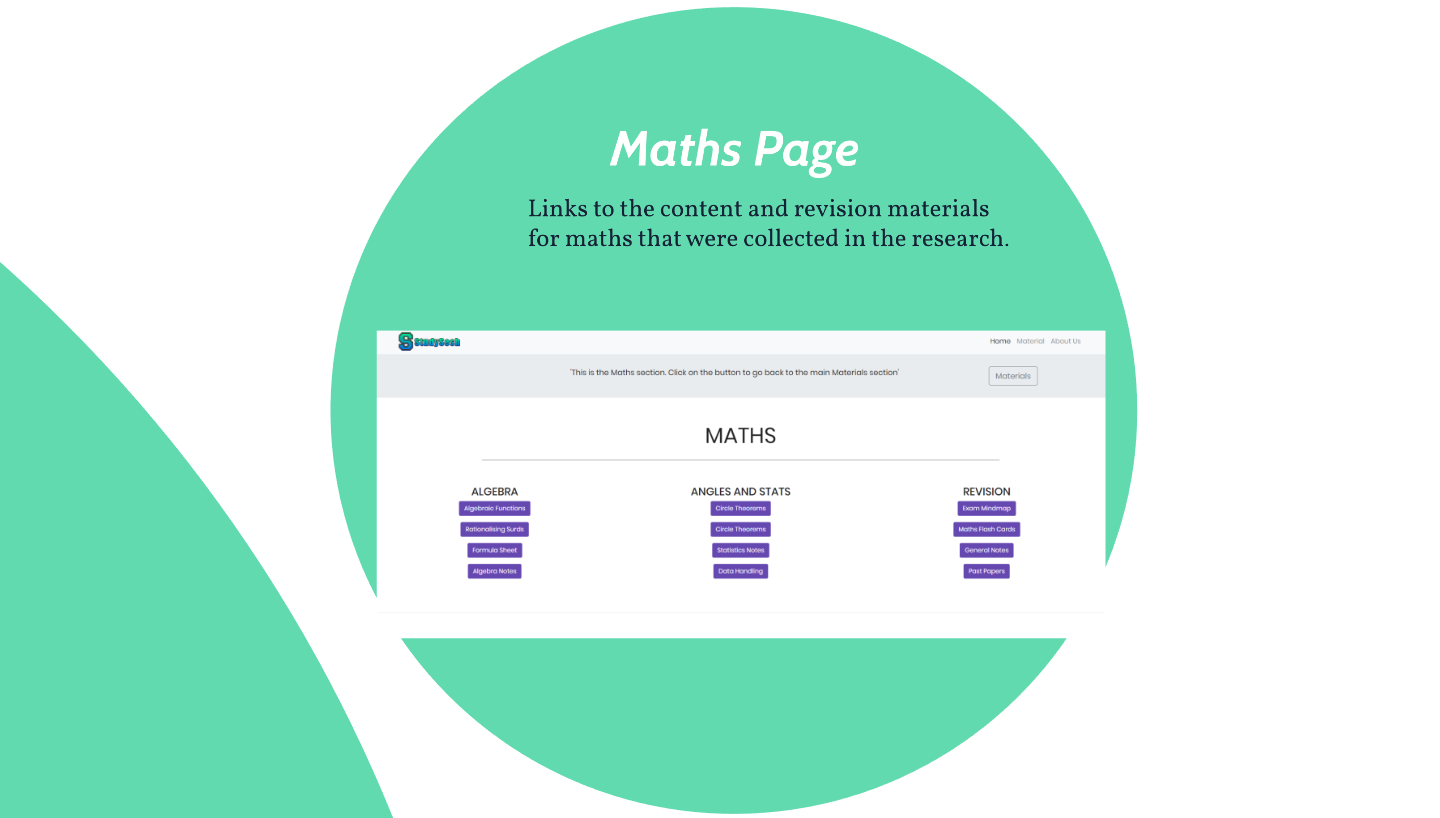 Maths Page
Links to the content and revision materials
for maths that were collected in the research.
StudySesh
Home Material About Us
'This is the Maths section. Click on the button to go back to the main Materials section'
Materials
MATHS
ALGEBRA
Algebraic Functions
Rationalising Surds
Formula Sheet
Algebra Notes
ANGLES AND STATS
Circle Theorems
Circle Theorems
Statistics Notes
Data Handling
REVISION
Exam Mindmap
Maths Flash Cards
General Notes
Past Papers